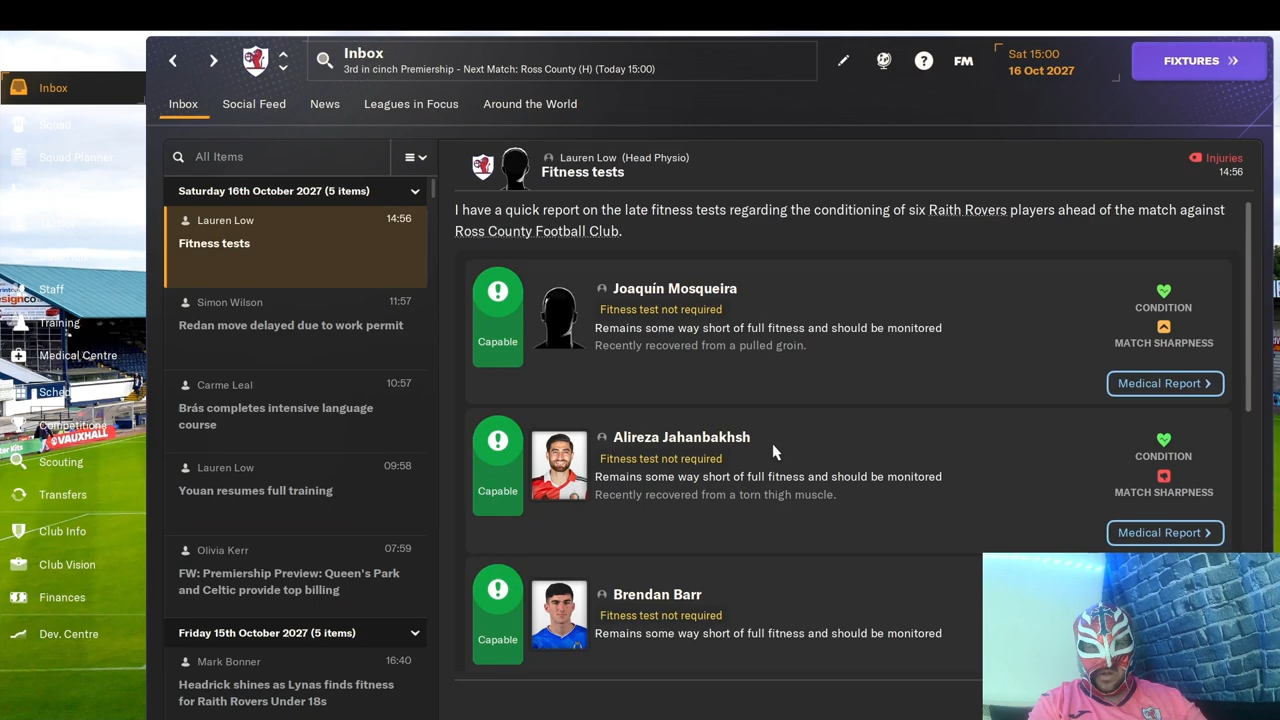 Inbox
3rd in cinch Premiership - Next Match: Ross County (H) (Today 15:00)
FM
Sat 15:00
16 Oct 2027
FIXTURES
Inbox
Social Feed
News
Leagues in Focus
Around the World
Inbox
Squad
Squad Planner
Staff
Training
Medical Centre
Sched
Competitions
VAUXHALL
Scouting
Transfers
Club Info
Club Vision
Finances
Dev. Centre
All Items
Saturday 16th October 2027 (5 items)
Lauren Low 14:56
Fitness tests
Simon Wilson 11:57
Redan move delayed due to work permit
Carme Leal 10:57
Brás completes intensive language
course
Lauren Low 09:58
Youan resumes full training
Olivia Kerr 07:59
FW: Premiership Preview: Queen's Park
and Celtic provide top billing
Friday 15th October 2027 (5 items)
Mark Bonner 16:40
Headrick shines as Lynas finds fitness
for Raith Rovers Under 18s
Lauren Low (Head Physio)
Fitness tests
Injuries
14:56
I have a quick report on the late fitness tests regarding the conditioning of six Raith Rovers players ahead of the match against
Ross County Football Club.
Capable
Joaquín Mosqueira
Fitness test not required
Remains some way short of full fitness and should be monitored
Recently recovered from a pulled groin.
CONDITION
MATCH SHARPNESS
Medical Report
Capable
Alireza Jahanbakhsh
Fitness test not required
Remains some way short of full fitness and should be monitored
Recently recovered from a torn thigh muscle.
CONDITION
MATCH SHARPNESS
Medical Report
Capable
Brendan Barr
Fitness test not required
Remains some way short of full fitness and should be monitored